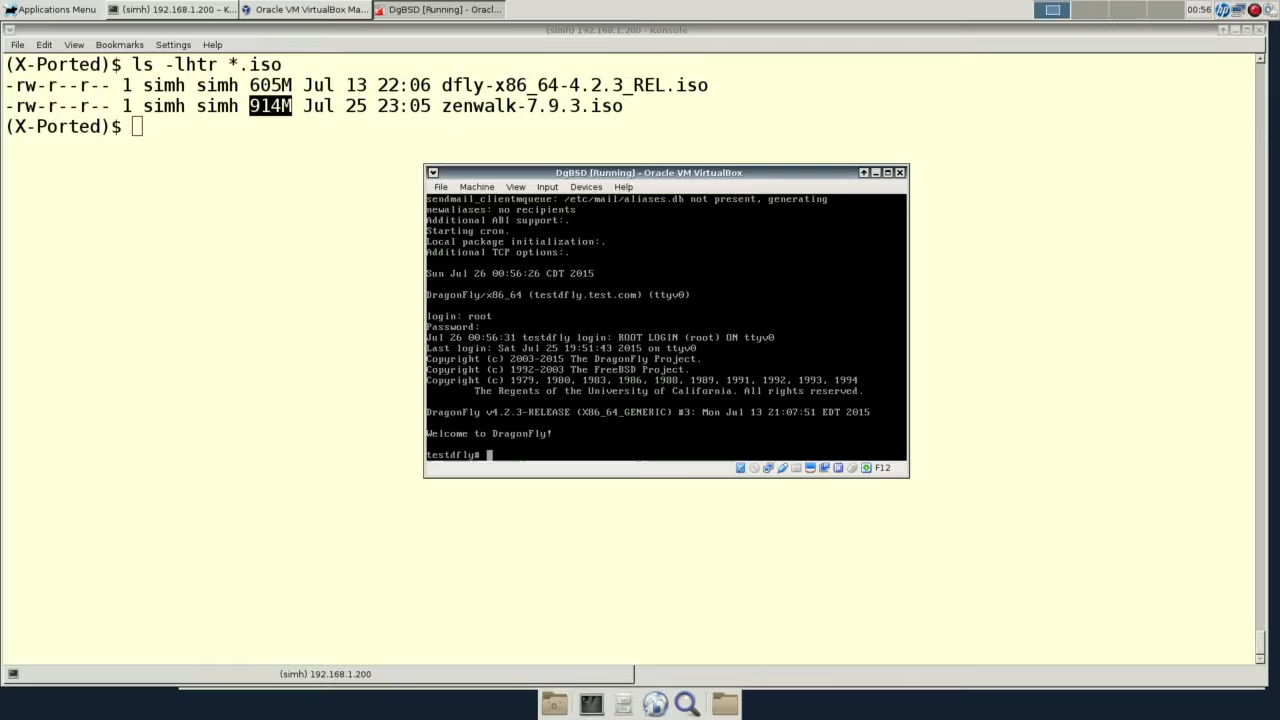 Applications Menu
(simh) 192.168.1.200 – K...
Oracle VM VirtualBox Ma...
DgBSD [Running] - Oracl...
00:56
(simh) 192.168.1.200 - Konsole
File Edit View Bookmarks Settings Help
(X-Ported)$ ls -lhtr *.iso
-rw-r--r-- 1 simh simh 605M Jul 13 22:06 dfly-x86_64-4.2.3_REL.iso
-rw-r--r-- 1 simh simh 914M Jul 25 23:05 zenwalk-7.9.3.iso
(X-Ported)$
DgBSD [Running] - Oracle VM VirtualBox
File Machine View Input Devices Help
sendmail_clientmqueue: /etc/mail/aliases.db not present, generating
newaliases: no recipients
Additional ABI support:.
Starting cron.
Local package initialization:.
Additional TCP options:.
Sun Jul 26 00:56:26 CDT 2015
DragonFly/x86_64 (testdfly.test.com) (ttyv0)
login: root
Password:
Jul 26 00:56:31 testdfly login: ROOT LOGIN (root) ON ttyv0
Last login: Sat Jul 25 19:51:43 2015 on ttyv0
Copyright (c) 2003-2015 The DragonFly Project.
Copyright (c) 1992-2003 The FreeBSD Project.
Copyright (c) 1979, 1980, 1983, 1986, 1988, 1989, 1991, 1992, 1993, 1994
The Regents of the University of California. All rights reserved.
DragonFly v4.2.3-RELEASE (X86_64_GENERIC) #3: Mon Jul 13 21:07:51 EDT 2015
Welcome to DragonFly!
testdfly#
F12
(simh) 192.168.1.200